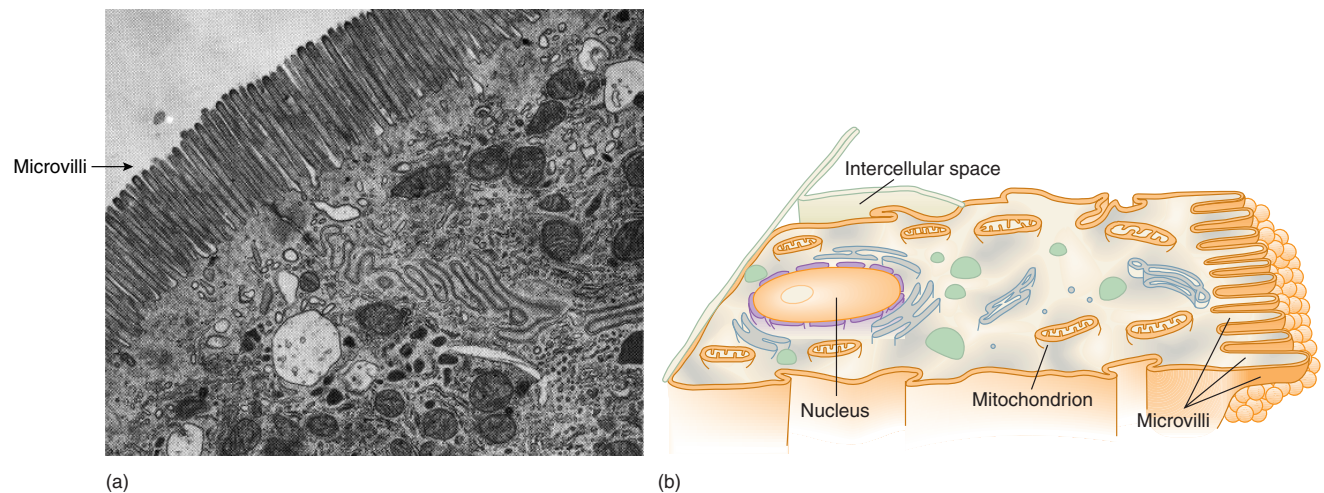 Microvilli
Intercellular space
Nucleus
Mitochondrion
Microvilli
(a)
(b)